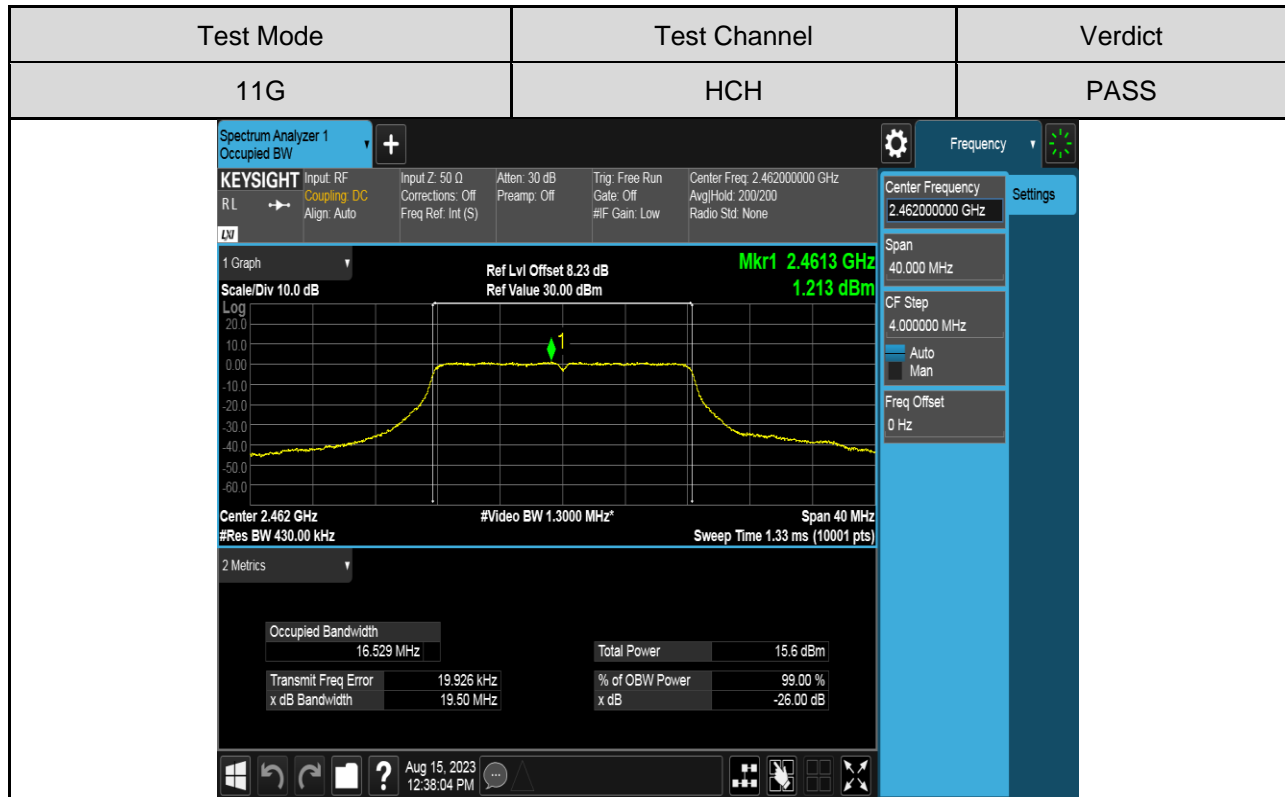 Test Mode Test Channel Verdict
11G HCH PASS
Spectrum Analyzer 1
Occupied BW
+
Frequency
KEYSIGHT
R L
LXI
Input: RF
Coupling: DC
Align: Auto
Input Z: 50 Ω
Corrections: Off
Freq Ref: Int (S)
Atten: 30 dB
Preamp: Off
Trig: Free Run
Gate: Off
#IF Gain: Low
Center Freq: 2.462000000 GHz
Avg|Hold: 200/200
Radio Std: None
Center Frequency
2.462000000 GHz
Settings
Span
40.000 MHz
CF Step
4.000000 MHz
Auto
Man
Freq Offset
0 Hz
1 Graph
Scale/Div 10.0 dB
Ref Lvl Offset 8.23 dB
Ref Value 30.00 dBm
Mkr1 2.4613 GHz
1.213 dBm
Log
20.0
10.0
0.00
-10.0
-20.0
-30.0
-40.0
-50.0
-60.0
1
Center 2.462 GHz
#Res BW 430.00 kHz
#Video BW 1.3000 MHz*
Span 40 MHz
Sweep Time 1.33 ms (10001 pts)
2 Metrics
Occupied Bandwidth
16.529 MHz
Total Power 15.6 dBm
Transmit Freq Error 19.926 kHz
% of OBW Power 99.00 %
x dB Bandwidth 19.50 MHz
x dB -26.00 dB
?
Aug 15, 2023
12:38:04 PM